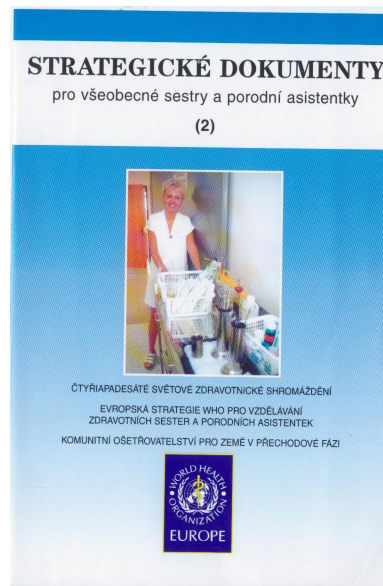 STRATEGICKÉ DOKUMENTY
pro všeobecné sestry a porodní asistentky
(2)
ČTYŘIAPADESÁTÉ SVĚTOVÉ ZDRAVOTNICKÉ SHROMÁŽDĚNÍ
EVROPSKÁ STRATEGIE WHO PRO VZDĚLÁVÁNÍ
ZDRAVOTNÍCH SESTER A PORODNÍCH ASISTENTEK
KOMUNITNÍ OŠETŘOVATELSTVÍ PRO ZEMĚ V PŘECHODOVÉ FÁZI
WORLD HEALTH
ORGANIZATION
EUROPE